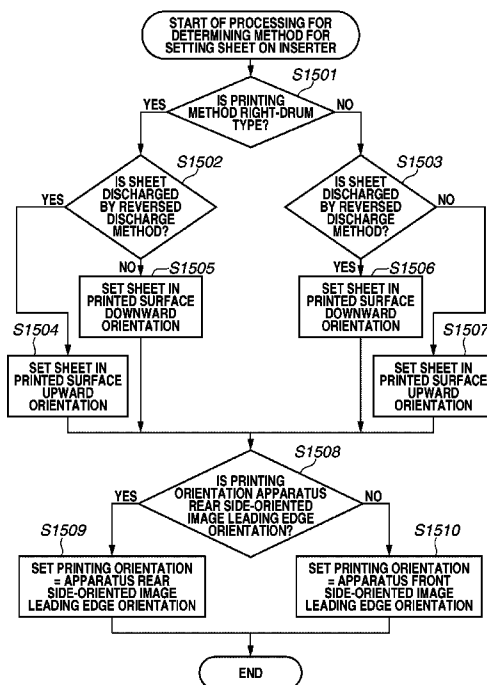 START OF PROCESSING FOR
DETERMINING METHOD FOR
SETTING SHEET ON INSERTER
S1501
IS PRINTING
METHOD RIGHT-DRUM
TYPE?
YES
NO
S1502
IS SHEET
DISCHARGED
BY REVERSED
DISCHARGE
METHOD?
YES
NO
S1503
IS SHEET
DISCHARGED
BY REVERSED
DISCHARGE
METHOD?
NO
YES
S1505
SET SHEET IN
PRINTED SURFACE
DOWNWARD
ORIENTATION
S1506
SET SHEET IN
PRINTED SURFACE
DOWNWARD
ORIENTATION
S1504
SET SHEET IN
PRINTED SURFACE
UPWARD
ORIENTATION
S1507
SET SHEET IN
PRINTED SURFACE
UPWARD
ORIENTATION
S1508
IS PRINTING
ORIENTATION APPARATUS
REAR SIDE-ORIENTED
IMAGE LEADING EDGE
ORIENTATION?
YES
NO
S1509
SET PRINTING ORIENTATION
= APPARATUS REAR
SIDE-ORIENTED IMAGE
LEADING EDGE ORIENTATION
S1510
SET PRINTING ORIENTATION
= APPARATUS FRONT
SIDE-ORIENTED IMAGE
LEADING EDGE ORIENTATION
END